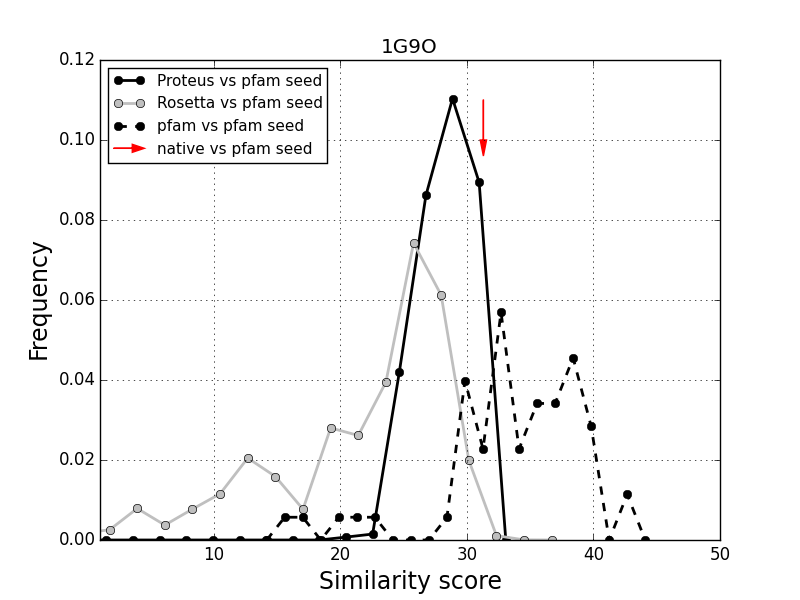 1G9O
0.12
0.10
0.08
0.06
0.04
0.02
0.00
Frequency
Proteus vs pfam seed
Rosetta vs pfam seed
pfam vs pfam seed
native vs pfam seed
10 20 30 40 50
Similarity score